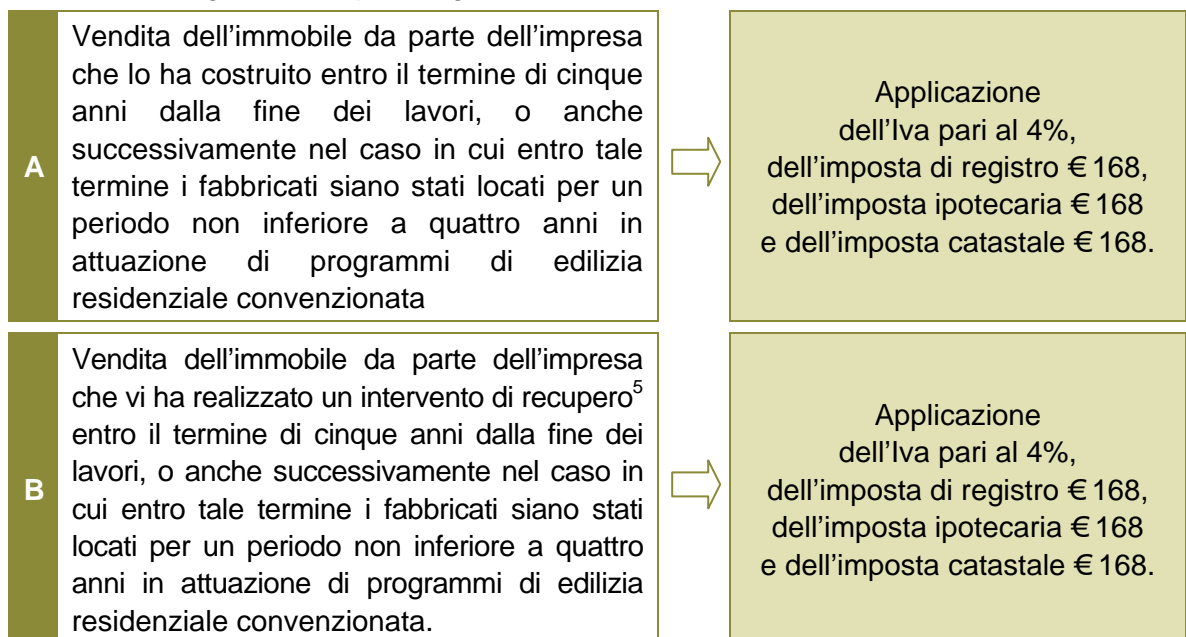 A
Vendita dell’immobile da parte dell’impresa
che lo ha costruito entro il termine di cinque
anni dalla fine dei lavori, o anche
successivamente nel caso in cui entro tale
termine i fabbricati siano stati locati per un
periodo non inferiore a quattro anni in
attuazione di programmi di edilizia
residenziale convenzionata
Applicazione
dell’Iva pari al 4%,
dell’imposta di registro € 168,
dell’imposta ipotecaria € 168
e dell’imposta catastale € 168.
B
Vendita dell’immobile da parte dell’impresa
che vi ha realizzato un intervento di recupero⁵
entro il termine di cinque anni dalla fine dei
lavori, o anche successivamente nel caso in
cui entro tale termine i fabbricati siano stati
locati per un periodo non inferiore a quattro
anni in attuazione di programmi di edilizia
residenziale convenzionata.
Applicazione
dell’Iva pari al 4%,
dell’imposta di registro € 168,
dell’imposta ipotecaria € 168
e dell’imposta catastale € 168.